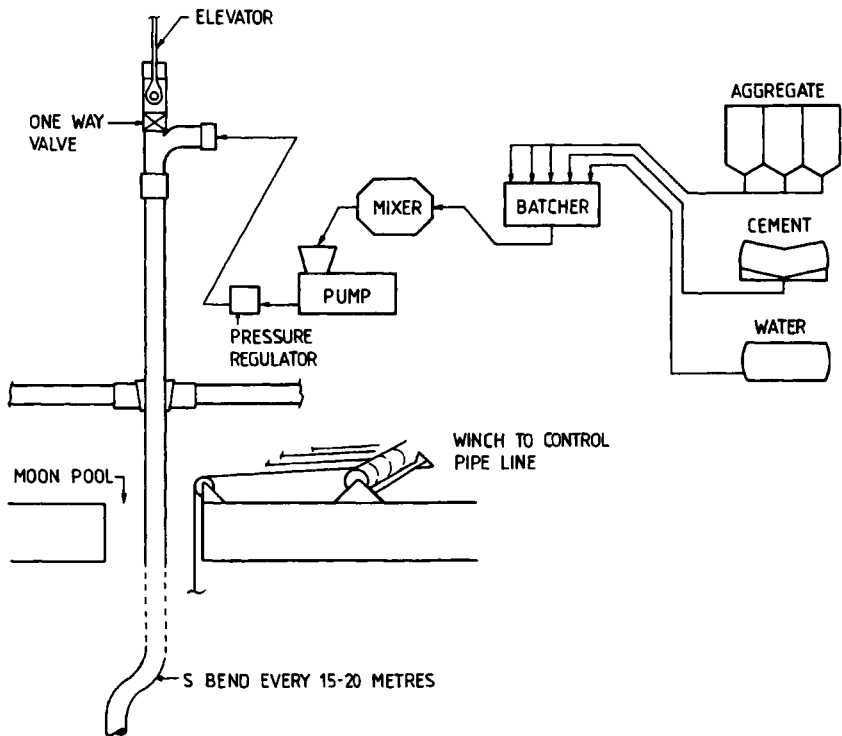 ELEVATOR
AGGREGATE
ONE WAY
VALVE
MIXER
BATCHER
CEMENT
PUMP
PRESSURE
REGULATOR
WATER
WINCH TO CONTROL
PIPE LINE
MOON POOL
S BEND EVERY 15-20 METRES